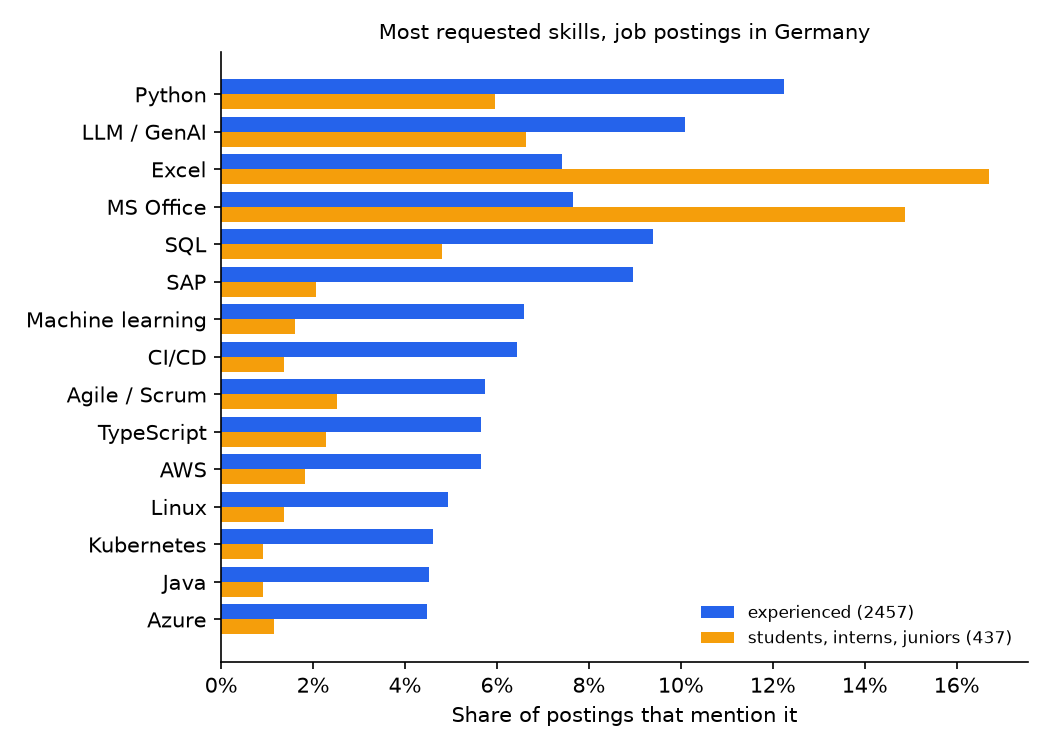 Most requested skills, job postings in Germany
Python
LLM / GenAI
Excel
MS Office
SQL
SAP
Machine learning
CI/CD
Agile / Scrum
TypeScript
AWS
Linux
Kubernetes
Java
Azure
experienced (2457)
students, interns, juniors (437)
0% 2% 4% 6% 8% 10% 12% 14% 16%
Share of postings that mention it